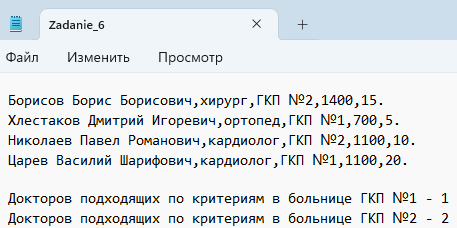 Zadanie_6
Файл Изменить Просмотр
Борисов Борис Борисович,хирург,ГКП №2,1400,15.
Хлестаков Дмитрий Игоревич,ортопед,ГКП №1,700,5.
Николаев Павел Романович,кардиолог,ГКП №2,1100,10.
Царев Василий Шарифович,кардиолог,ГКП №1,1100,20.
Докторов подходящих по критериям в больнице ГКП №1 - 1
Докторов подходящих по критериям в больнице ГКП №2 - 2